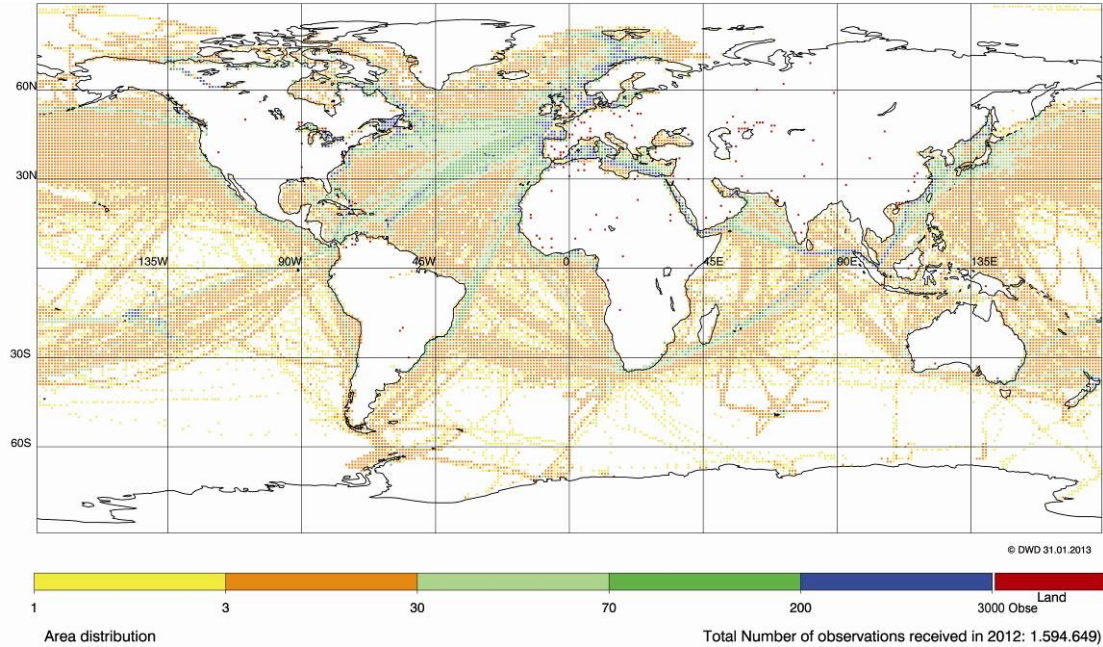 60N
30N
135W 90W 45W 0 45E 90E 135E
30S
60S
© DWD 31.01.2013
Land
1 3 30 70 200 3000 Obse
Area distribution Total Number of observations received in 2012: 1.594.649)